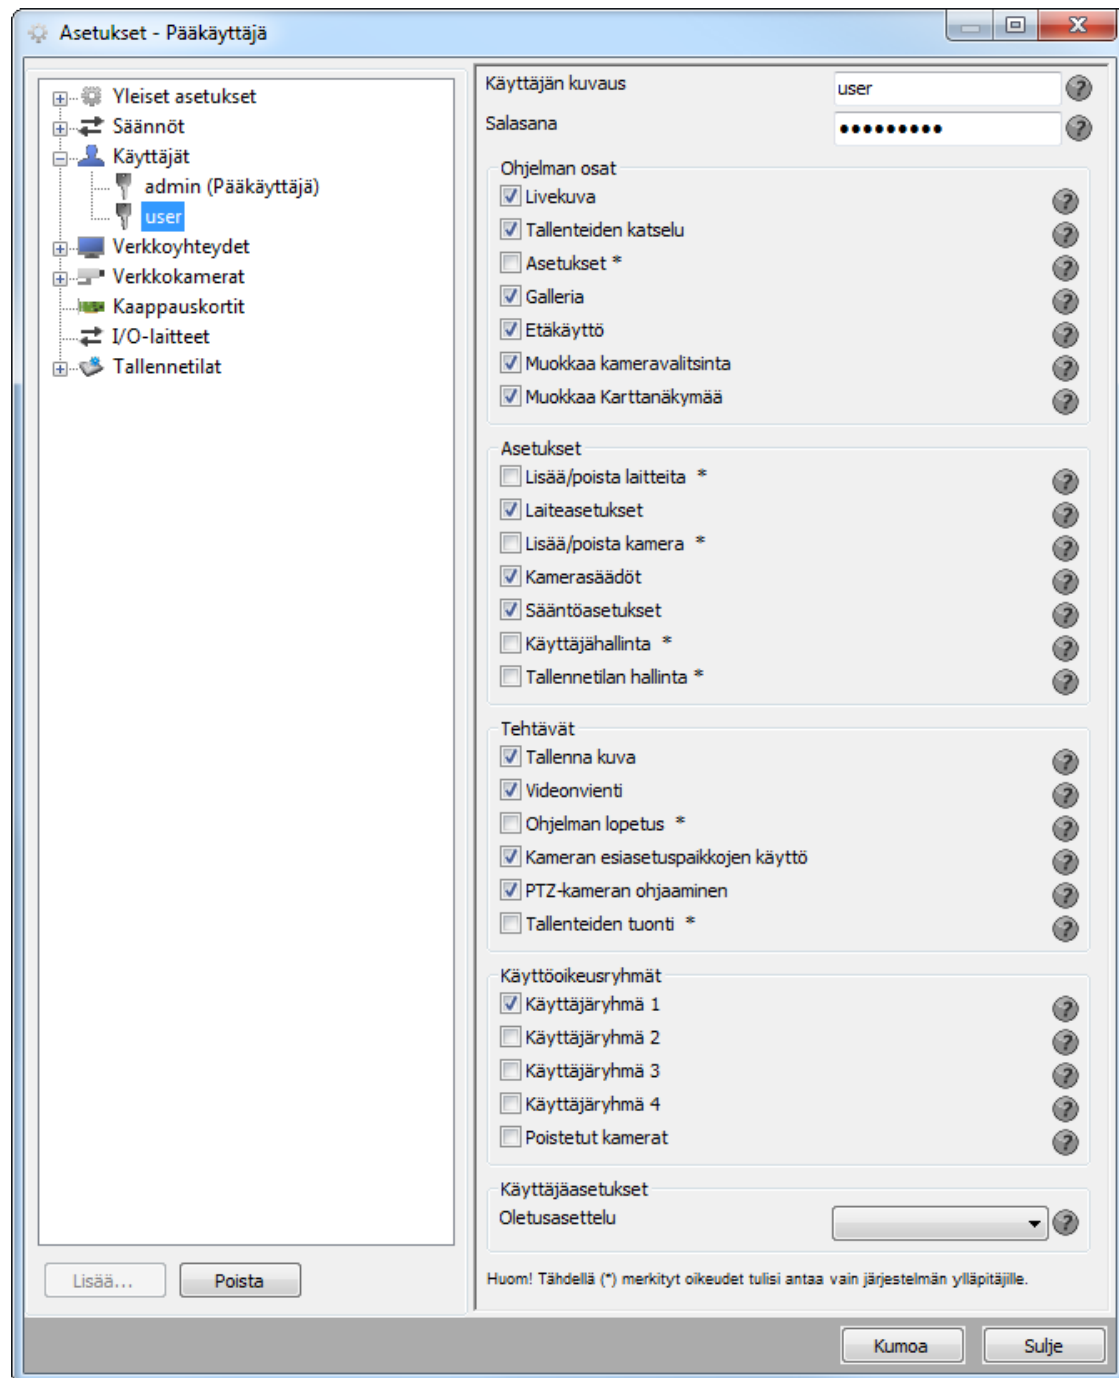 Asetukset - Pääkäyttäjä
Yleiset asetukset
Säännöt
Käyttäjät
admin (Pääkäyttäjä)
user
Verkkoyhteydet
Verkkokamerat
Kaappauskortit
I/O-laitteet
Tallennetilat
Lisää...
Poista
Käyttäjän kuvaus
user
Salasana
•••••••••
Ohjelman osat
Livekuva
Tallenteiden katselu
Asetukset *
Galleria
Etäkäyttö
Muokkaa kameravalitsinta
Muokkaa Karttanäkymää
Asetukset
Lisää/poista laitteita *
Laiteasetukset
Lisää/poista kamera *
Kamerasäädöt
Sääntöasetukset
Käyttäjähallinta *
Tallennetilan hallinta *
Tehtävät
Tallenna kuva
Videonvienti
Ohjelman lopetus *
Kameran esiasetuspaikkojen käyttö
PTZ-kameran ohjaaminen
Tallenteiden tuonti *
Käyttöoikeusryhmät
Käyttäjäryhmä 1
Käyttäjäryhmä 2
Käyttäjäryhmä 3
Käyttäjäryhmä 4
Poistetut kamerat
Käyttäjäasetukset
Oletusasettelu
Huom! Tähdellä (*) merkityt oikeudet tulisi antaa vain järjestelmän ylläpitäjille.
Kumoa
Sulje